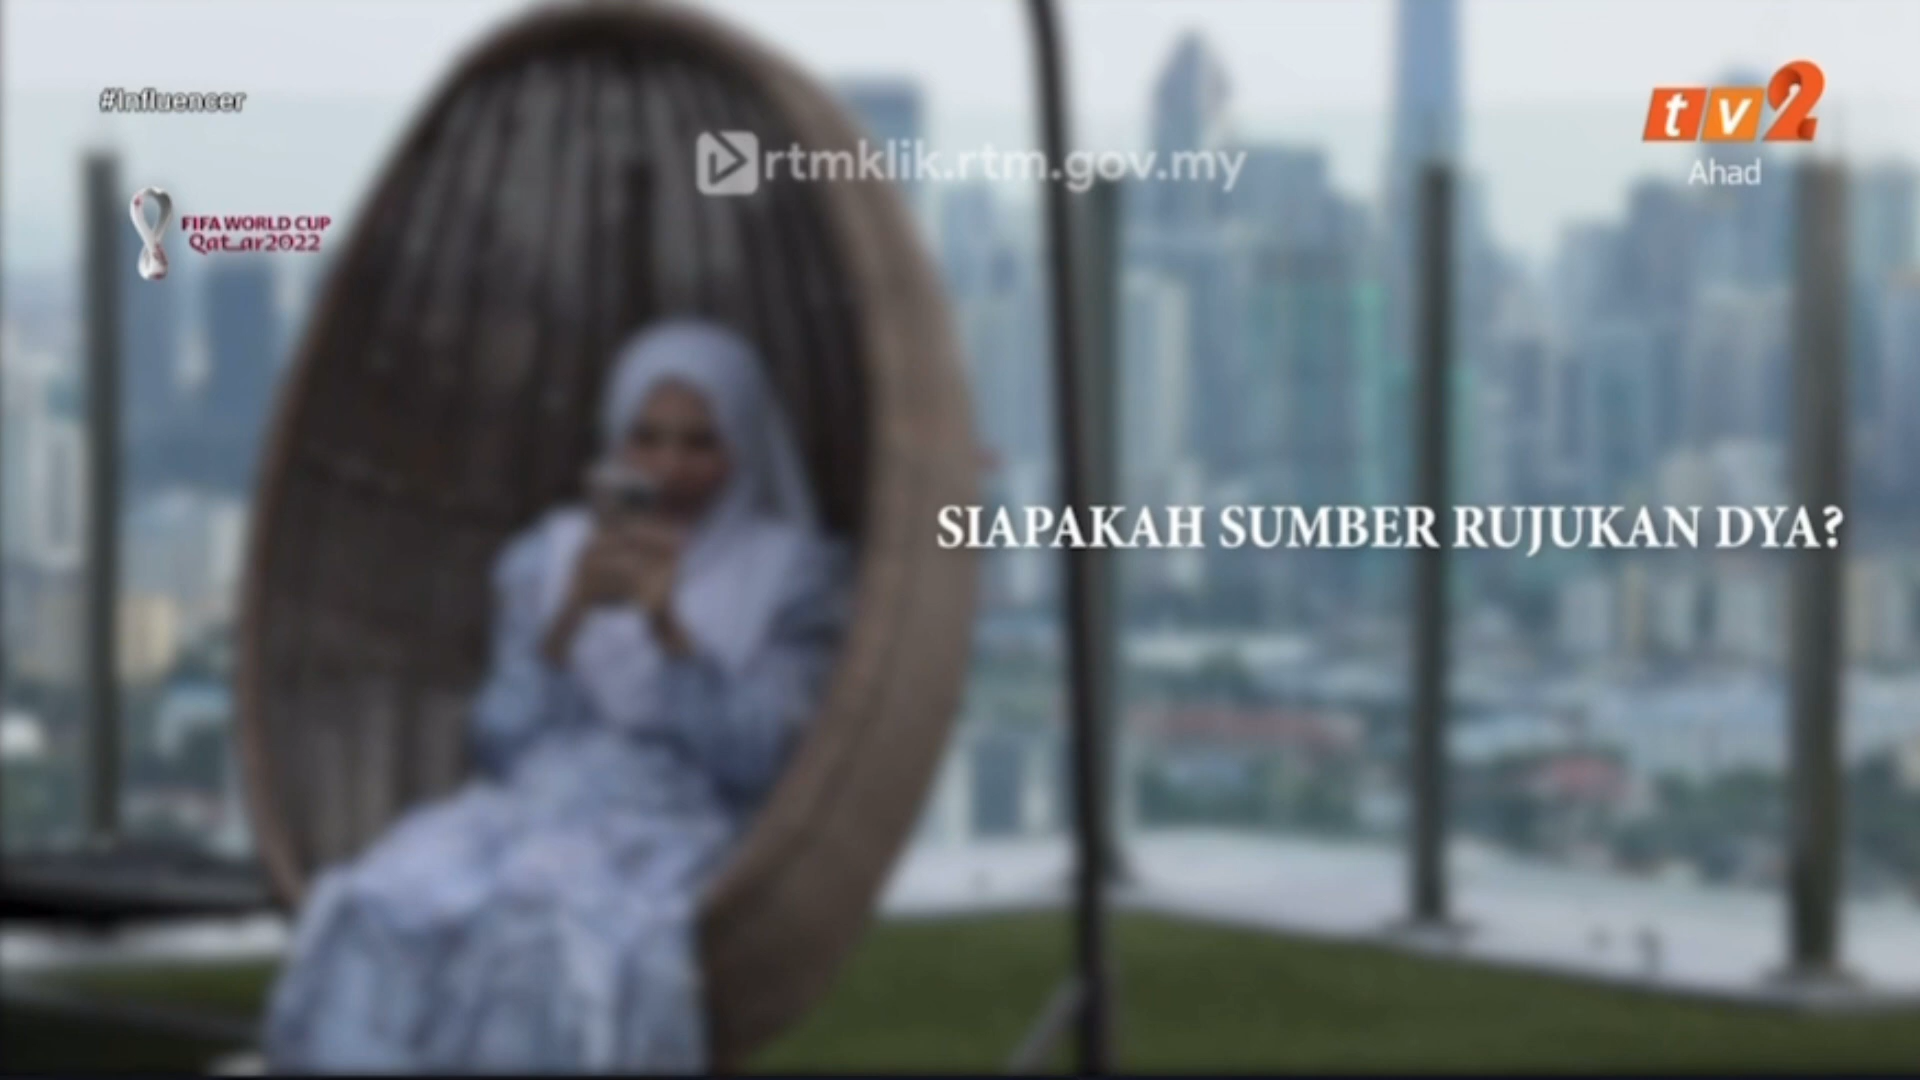 #Influencer
tv2
Ahad
rtmklik.rtm.gov.my
FIFA WORLD CUP
Qatar2022
SIAPAKAH SUMBER RUJUKAN DYA?